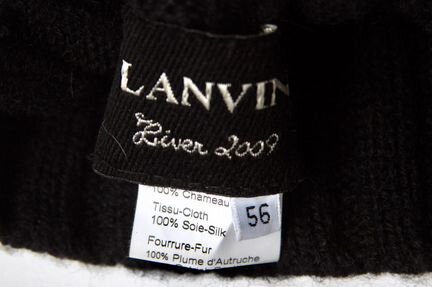 LANVIN
Hiver 2009
100% Chameau
Tissu-Cloth
100% Soie-Silk
56
Fourrure-Fur
100% Plume d'Autruche